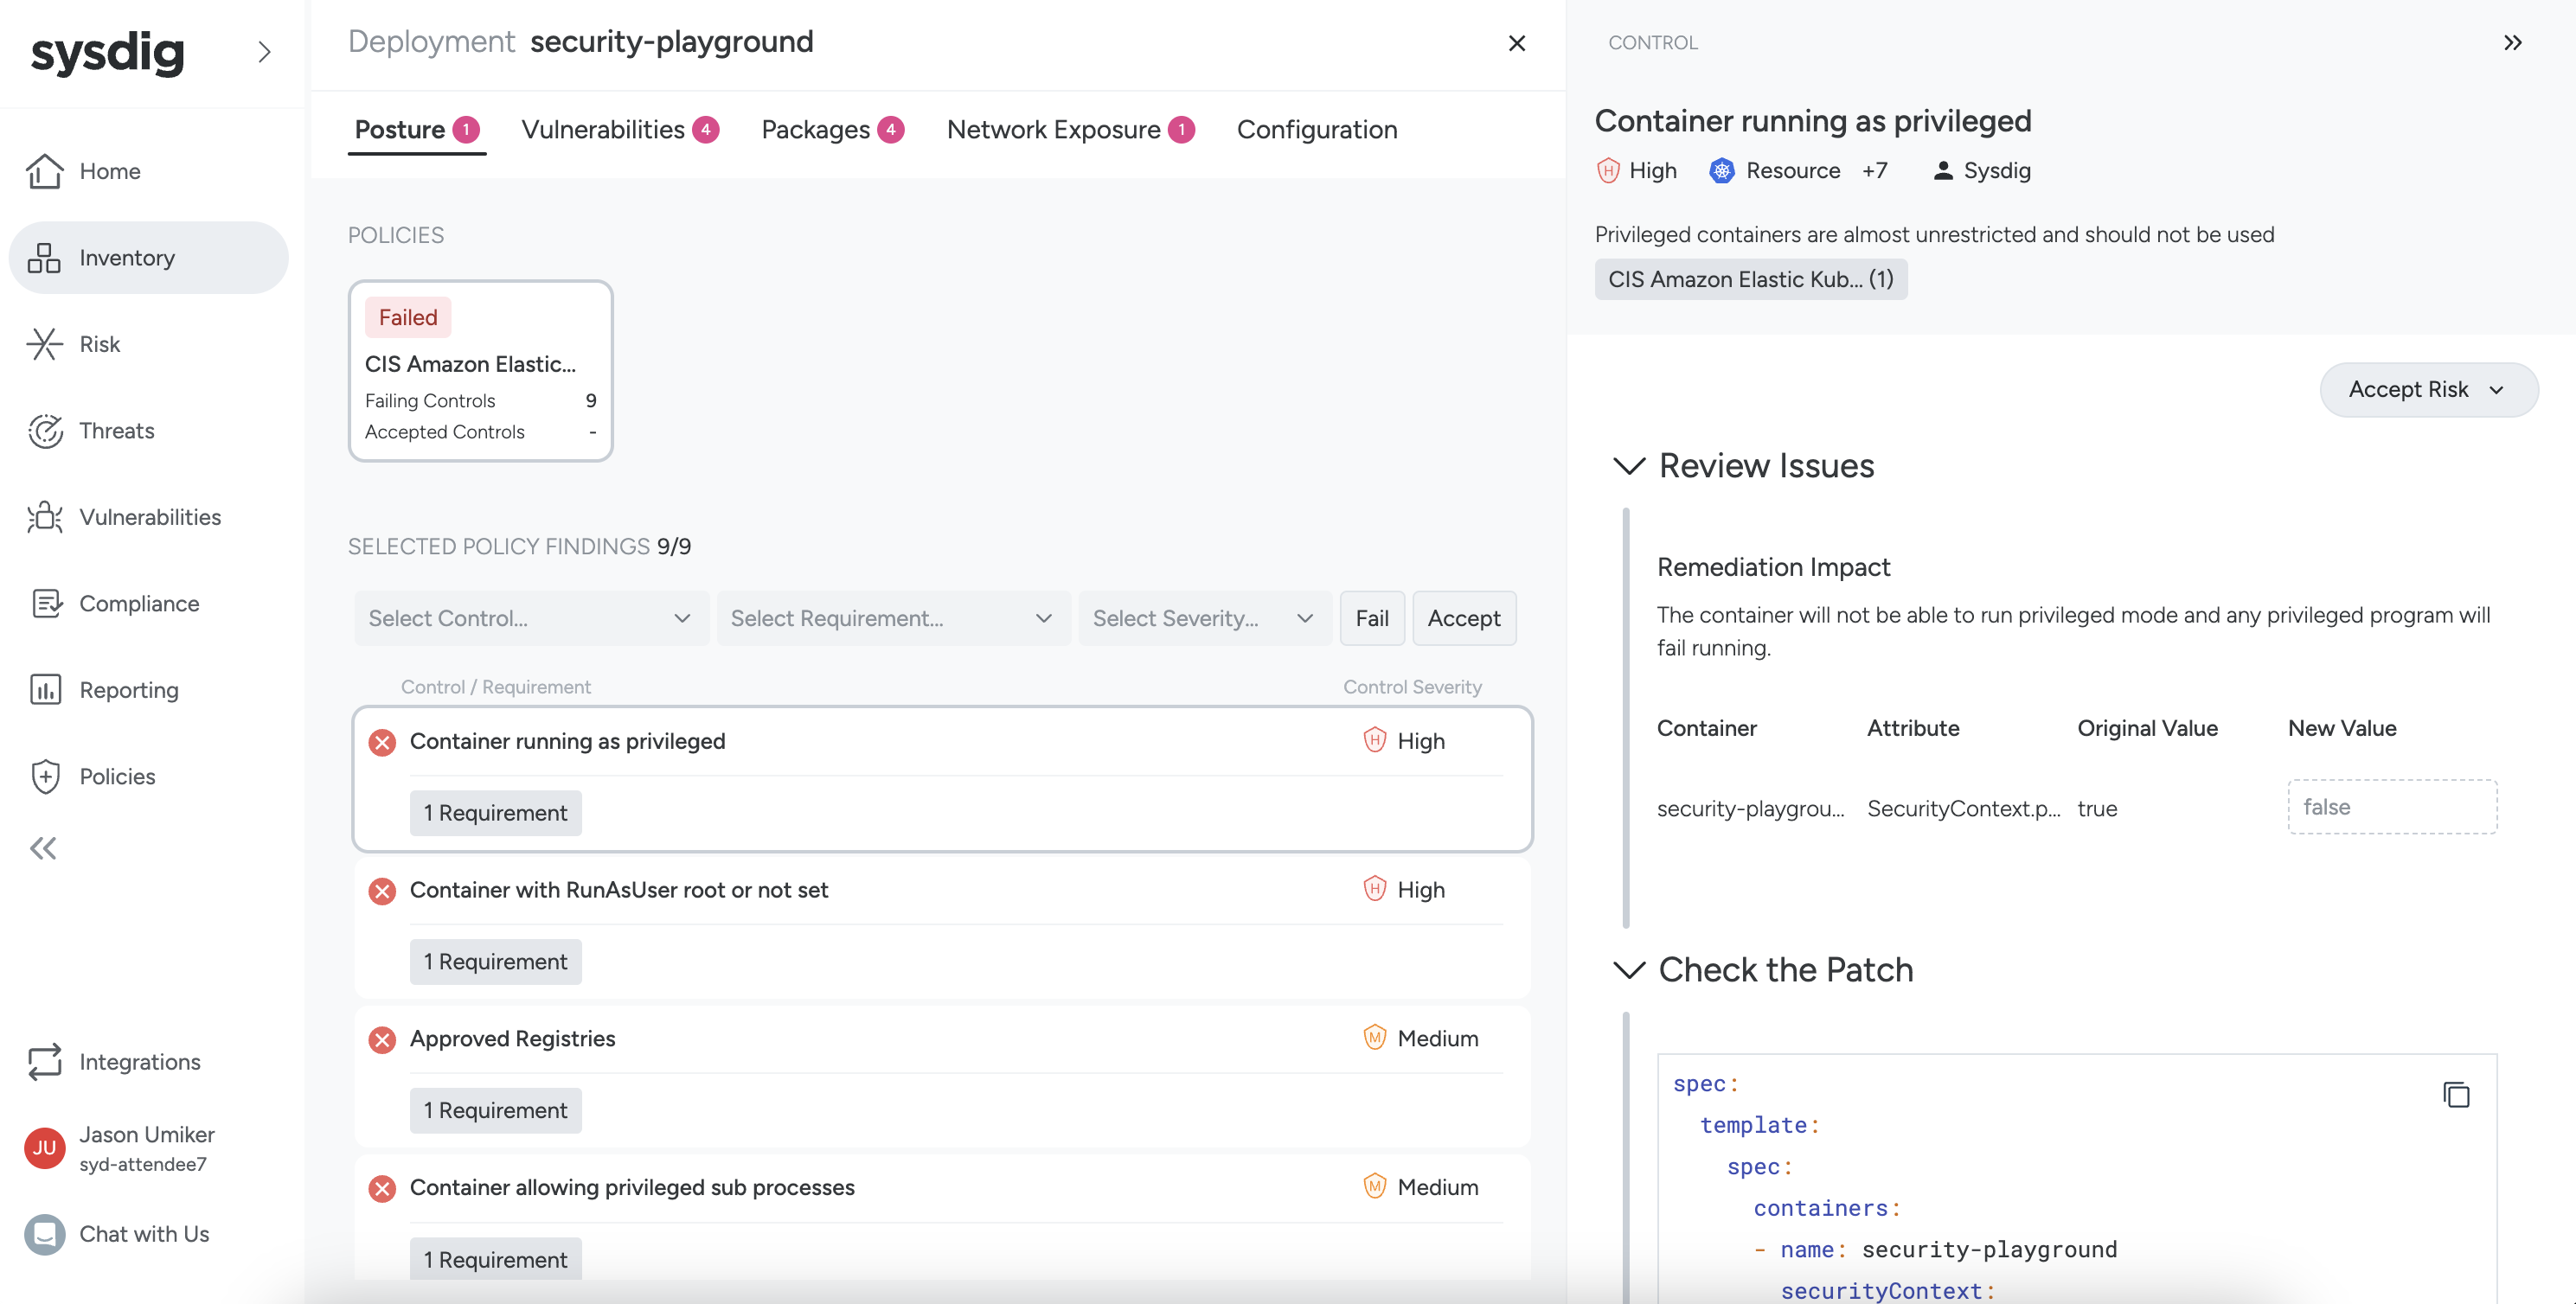 sysdig
Home
Inventory
Risk
Threats
Vulnerabilities
Compliance
Reporting
Policies
Integrations
JU
Jason Umiker
syd-attendee7
Chat with Us
Deployment security-playground
Posture 1
Vulnerabilities 4
Packages 4
Network Exposure 1
Configuration
POLICIES
Failed
CIS Amazon Elastic...
Failing Controls 9
Accepted Controls -
SELECTED POLICY FINDINGS 9/9
Select Control...
Select Requirement...
Select Severity...
Fail
Accept
Control / Requirement
Control Severity
Container running as privileged
H High
1 Requirement
Container with RunAsUser root or not set
H High
1 Requirement
Approved Registries
M Medium
1 Requirement
Container allowing privileged sub processes
M Medium
1 Requirement
CONTROL
Container running as privileged
H High
Resource +7
Sysdig
Privileged containers are almost unrestricted and should not be used
CIS Amazon Elastic Kub... (1)
Accept Risk
Review Issues
Remediation Impact
The container will not be able to run privileged mode and any privileged program will
fail running.
Container Attribute Original Value New Value
security-playgrou... SecurityContext.p... true false
Check the Patch
spec:
template:
spec:
containers:
- name: security-playground
securityContext: